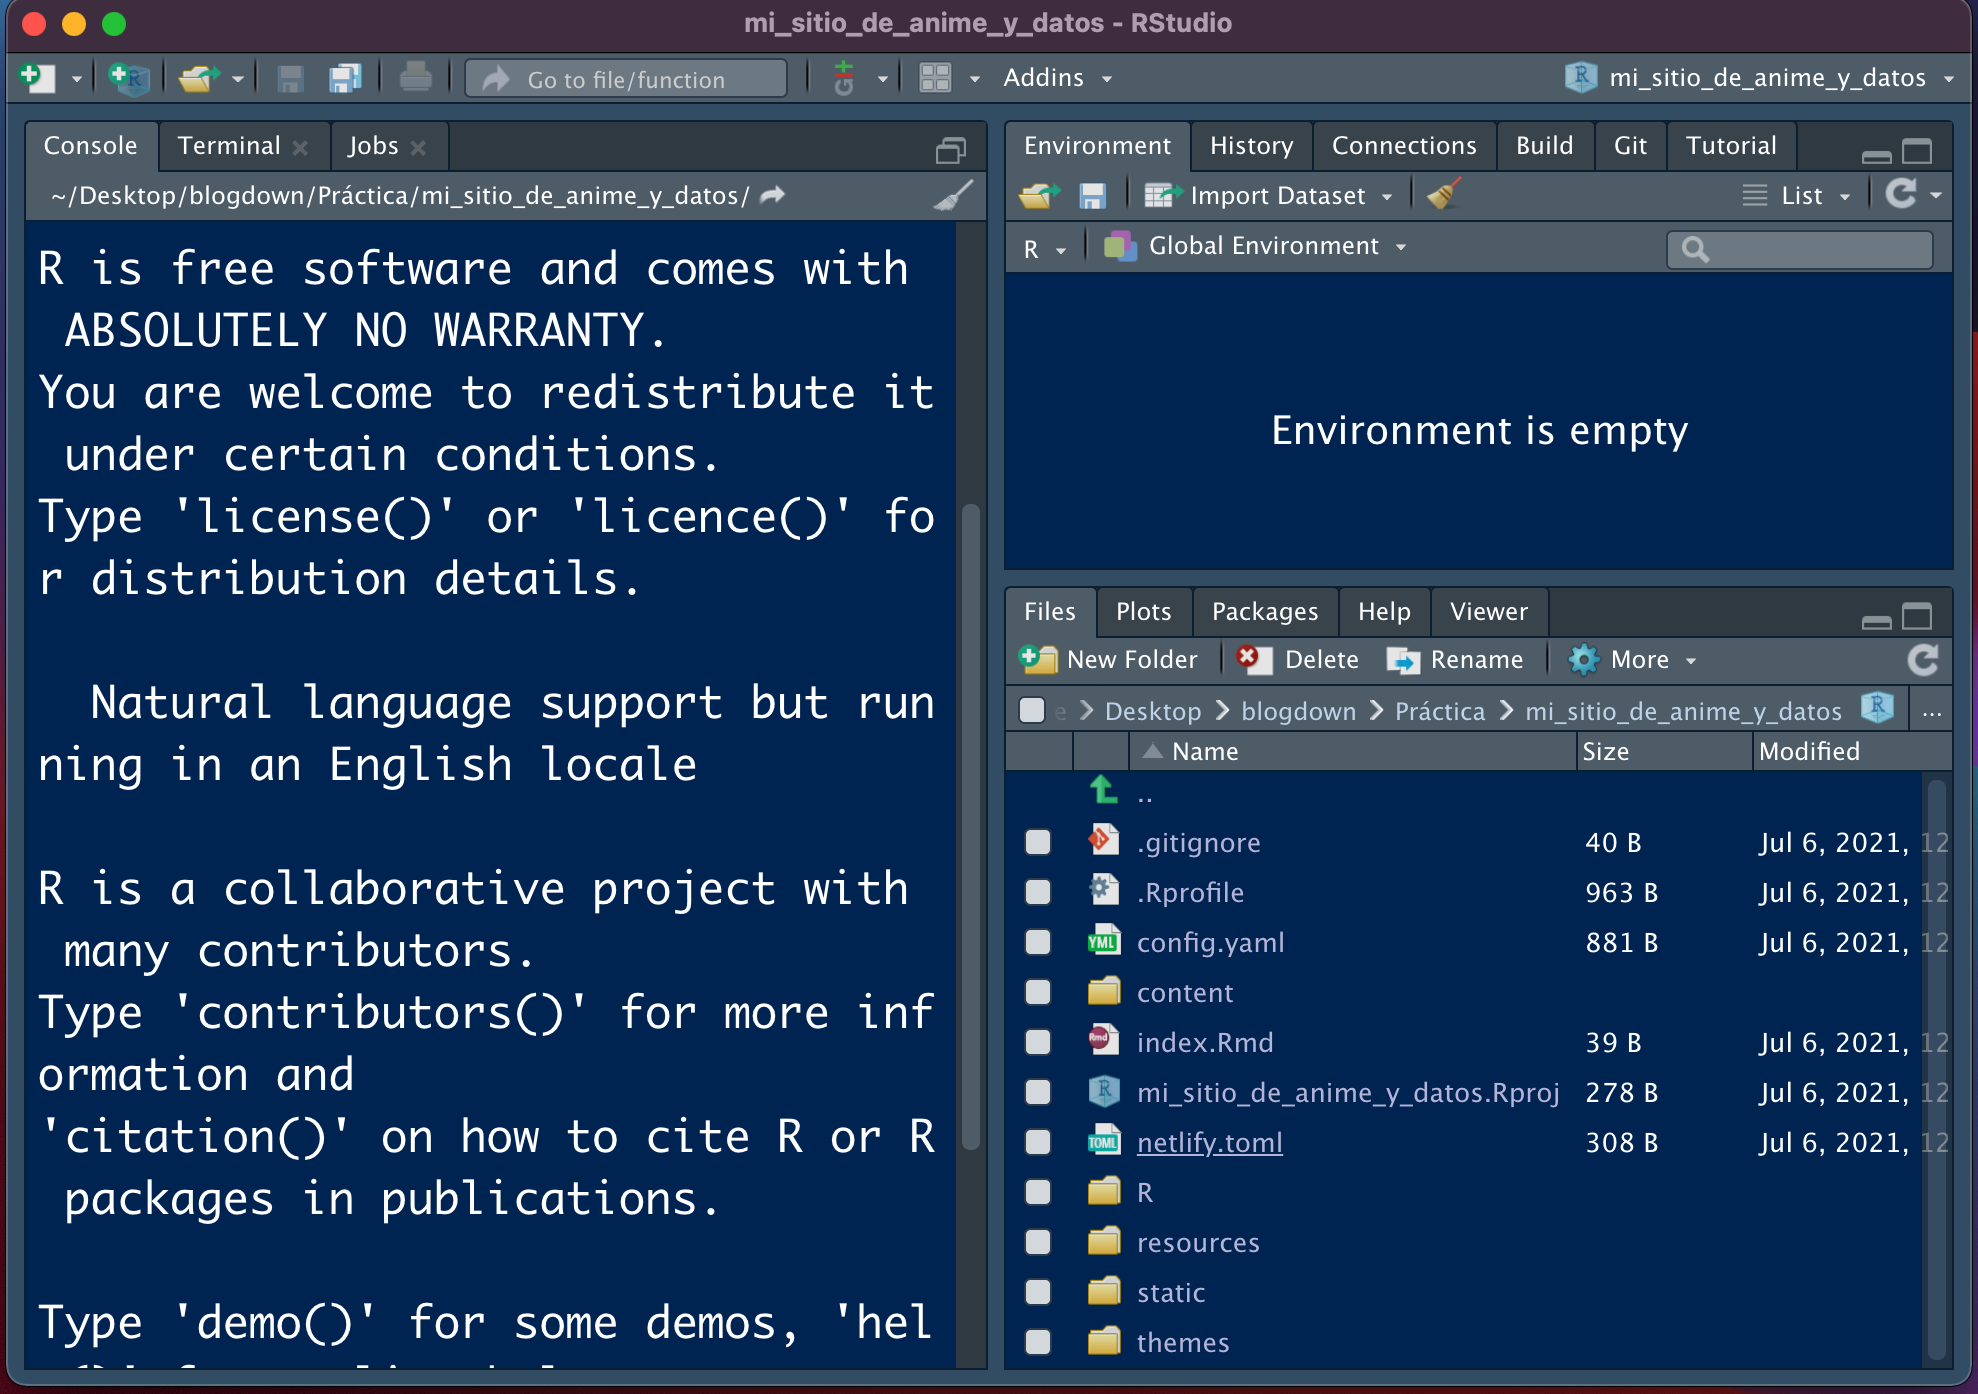 mi_sitio_de_anime_y_datos - RStudio
Go to file/function
Addins
mi_sitio_de_anime_y_datos
Console Terminal Jobs
~/Desktop/blogdown/Práctica/mi_sitio_de_anime_y_datos/
R is free software and comes with
ABSOLUTELY NO WARRANTY.
You are welcome to redistribute it
under certain conditions.
Type 'license()' or 'licence()' fo
r distribution details.
Natural language support but run
ning in an English locale
R is a collaborative project with
many contributors.
Type 'contributors()' for more inf
ormation and
'citation()' on how to cite R or R
packages in publications.
Type 'demo()' for some demos, 'hel
Environment History Connections Build Git Tutorial
Import Dataset List
R Global Environment
Environment is empty
Files Plots Packages Help Viewer
New Folder Delete Rename More
e > Desktop > blogdown > Práctica > mi_sitio_de_anime_y_datos ...
Name Size Modified
..
.gitignore 40 B Jul 6, 2021, 12
.Rprofile 963 B Jul 6, 2021, 12
YML config.yaml 881 B Jul 6, 2021, 12
content
Rmd index.Rmd 39 B Jul 6, 2021, 12
R mi_sitio_de_anime_y_datos.Rproj 278 B Jul 6, 2021, 12
TOML netlify.toml 308 B Jul 6, 2021, 12
R
resources
static
themes